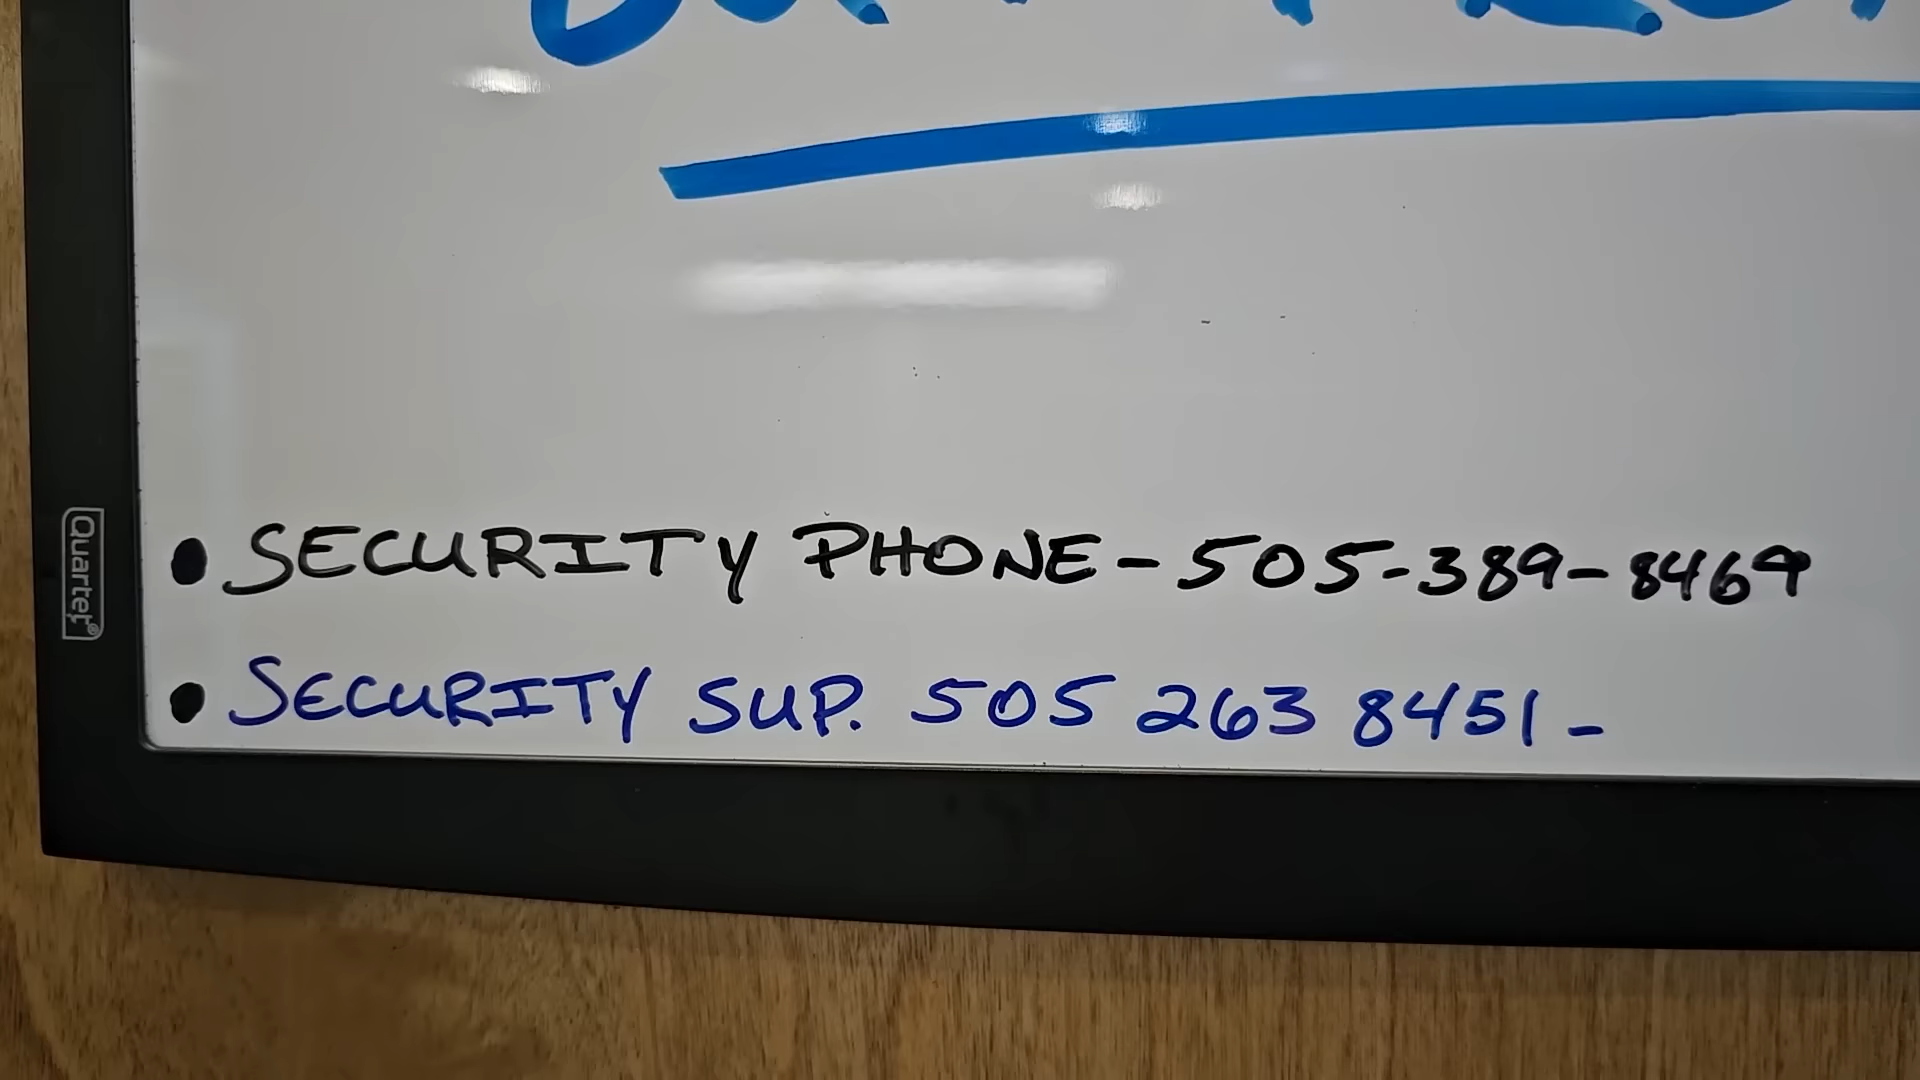 Quartet®
• SECURITY PHONE - 505-389-8469
• SECURITY SUP. 505 263 8451 -